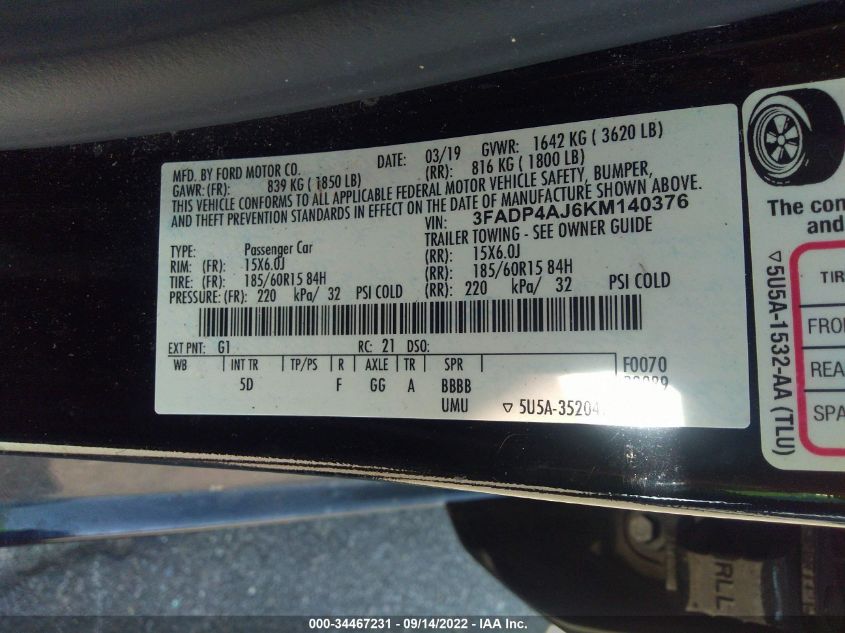 MFD. BY FORD MOTOR CO. DATE: 03/19 GVWR: 1642 KG ( 3620 LB)
GAWR: (FR): 839 KG ( 1850 LB) (RR): 816 KG ( 1800 LB)
THIS VEHICLE CONFORMS TO ALL APPLICABLE FEDERAL MOTOR VEHICLE SAFETY, BUMPER,
AND THEFT PREVENTION STANDARDS IN EFFECT ON THE DATE OF MANUFACTURE SHOWN ABOVE.
VIN: 3FADP4AJ6KM140376
TYPE: Passenger Car TRAILER TOWING - SEE OWNER GUIDE
RIM: (FR): 15X6.0J (RR): 15X6.0J
TIRE: (FR): 185/60R15 84H (RR): 185/60R15 84H
PRESSURE: (FR): 220 kPa/ 32 PSI COLD (RR): 220 kPa/ 32 PSI COLD
EXT PNT: G1 RC: 21 DSO:
WB INT TR TP/PS R AXLE TR SPR F0070
5D F GG A BBBB
UMU ▽ 5U5A-35204
The con
and
▽5U5A-1532-AA (TLU)
TIR
FRO
REA
SPA
RLL
000-34467231 - 09/14/2022 - IAA Inc.